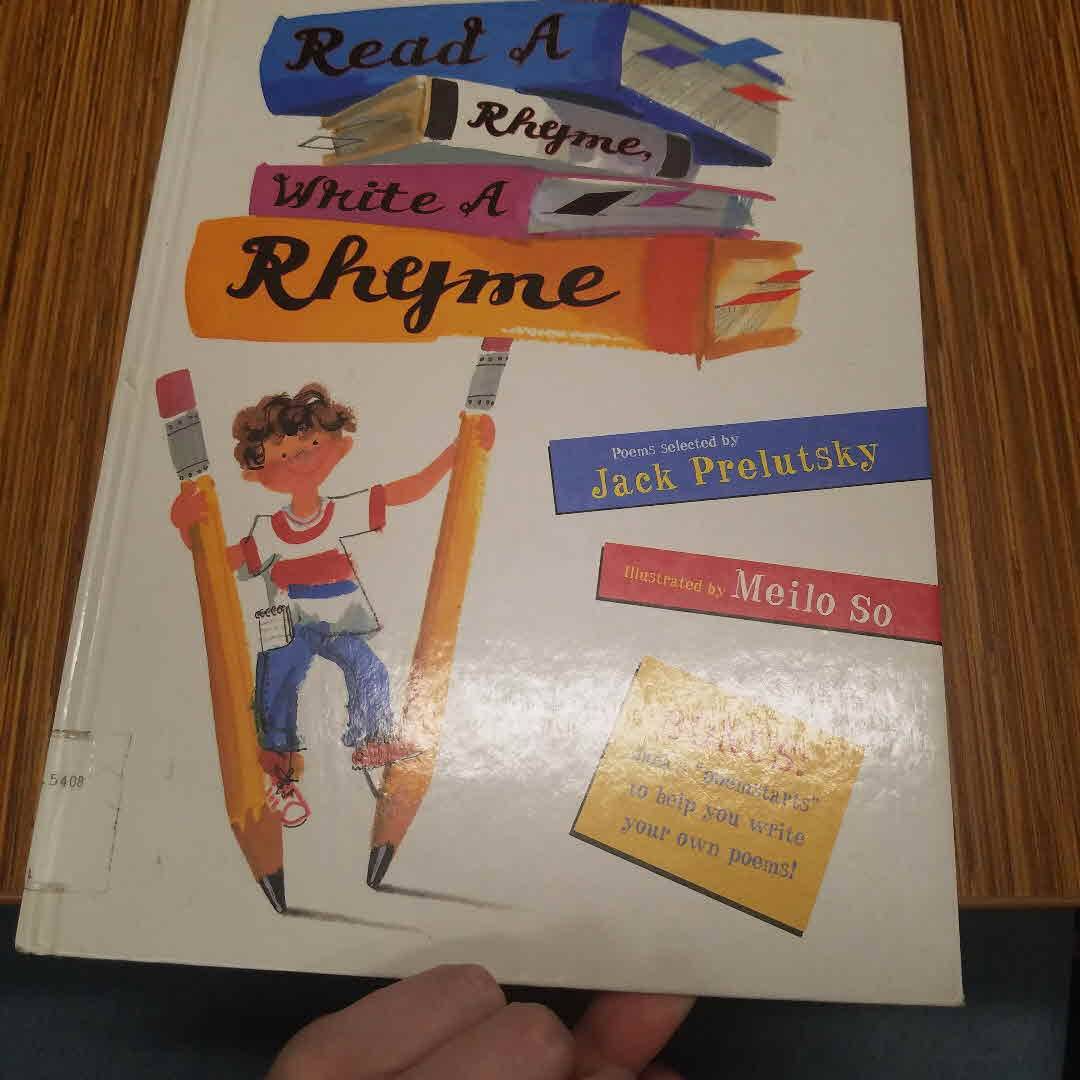 Read A
Rhyme,
Write A
Rhyme
Poems selected by
Jack Prelutsky
Illustrated by Meilo So
"poemstarts"
to help you write
your own poems!
5408